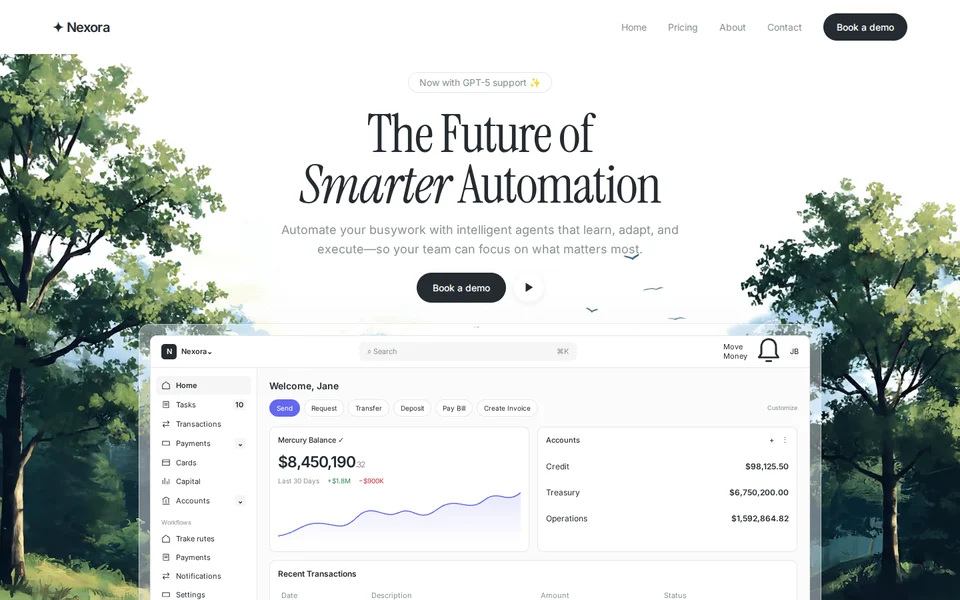 ✦ Nexora
Home Pricing About Contact Book a demo
Now with GPT-5 support ✨
The Future of
Smarter Automation
Automate your busywork with intelligent agents that learn, adapt, and
execute—so your team can focus on what matters most.
Book a demo
N Nexora
Search ⌘K
Move
Money
JB
Home
Tasks 10
Transactions
Payments
Cards
Capital
Accounts
Workflows
Trake rutes
Payments
Notifications
Settings
Welcome, Jane
Send Request Transfer Deposit Pay Bill Create Invoice Customize
Mercury Balance ✓
$8,450,190.32
Last 30 Days +$1.8M −$900K
Accounts + ⋮
Credit $98,125.50
Treasury $6,750,200.00
Operations $1,592,864.82
Recent Transactions
Date Description Amount Status